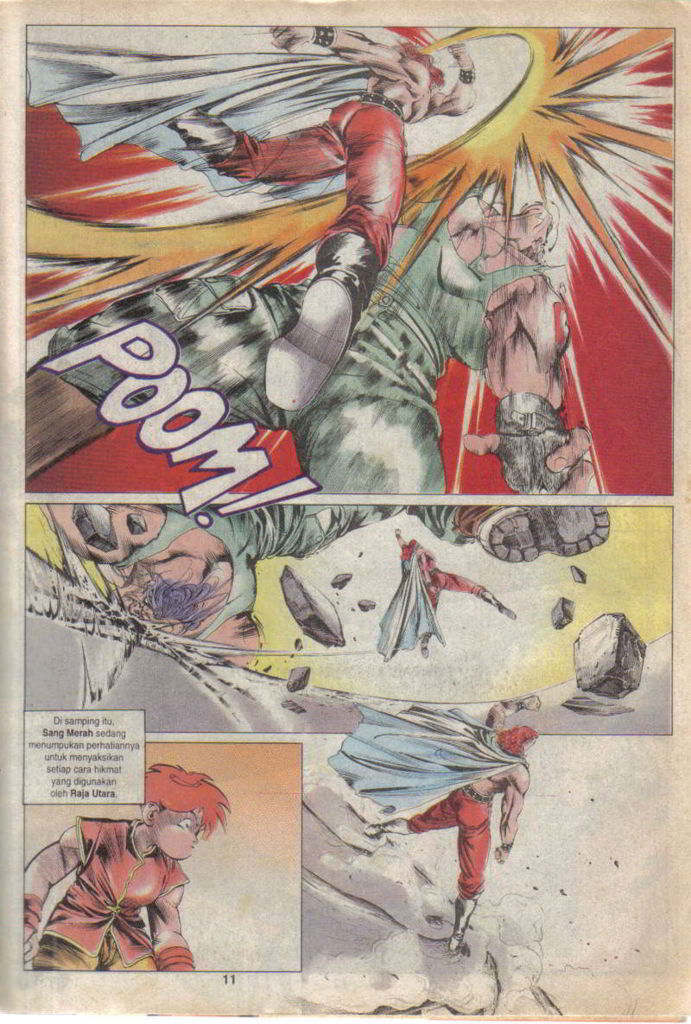 POOM!
Di samping itu,
Sang Merah sedang
menumpukan perhatiannya
untuk menyaksikan
setiap cara hikmat
yang digunakan
oleh Raja Utara.
11